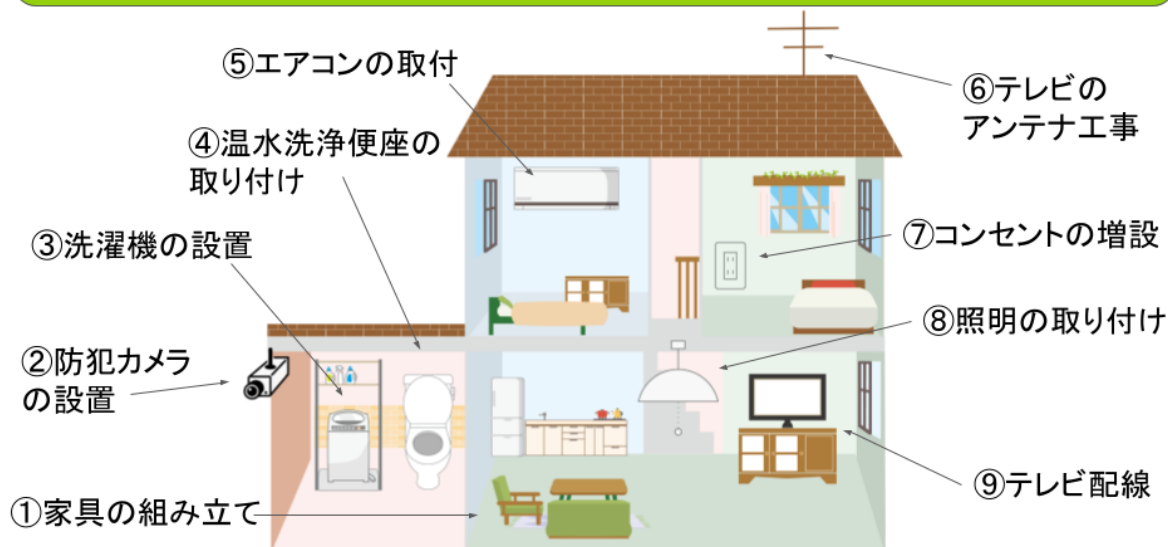 ⑤エアコンの取付
⑥テレビの
アンテナ工事
④温水洗浄便座の
取り付け
③洗濯機の設置
⑦コンセントの増設
⑧照明の取り付け
②防犯カメラ
の設置
⑨テレビ配線
①家具の組み立て